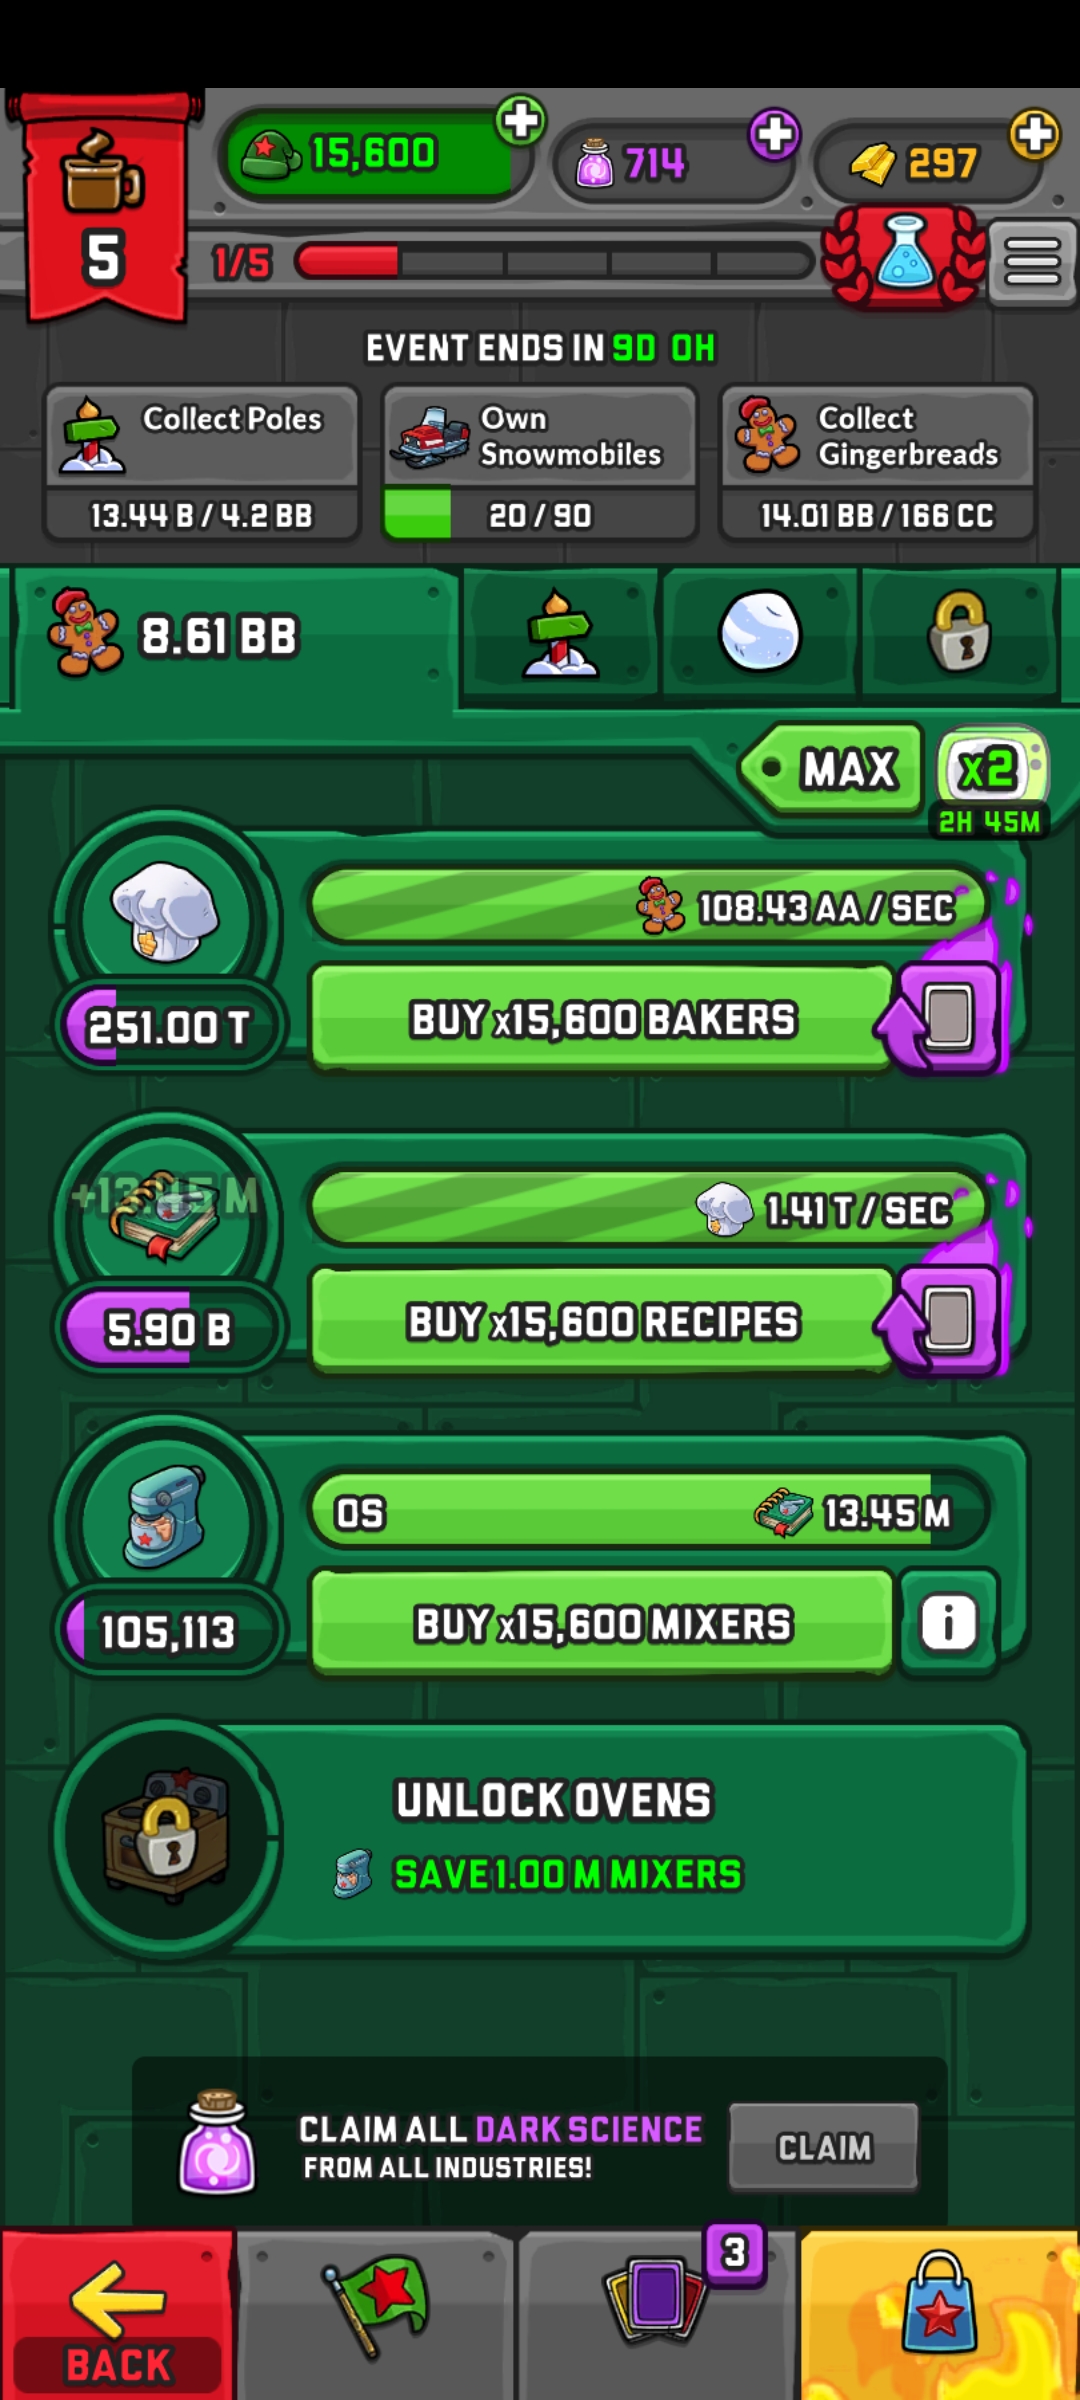 15,600
714
297
5
1/5
EVENT ENDS IN 9D 0H
Collect Poles
13.44 B / 4.2 BB
Own
Snowmobiles
20 / 90
Collect
Gingerbreads
14.01 BB / 166 CC
8.61 BB
MAX
x2
2H 45M
108.43 AA / SEC
251.00 T
BUY x15,600 BAKERS
+13.45 M
1.41 T / SEC
5.90 B
BUY x15,600 RECIPES
0S
13.45 M
105,113
BUY x15,600 MIXERS
i
UNLOCK OVENS
SAVE 1.00 M MIXERS
CLAIM ALL DARK SCIENCE
FROM ALL INDUSTRIES!
CLAIM
3
BACK